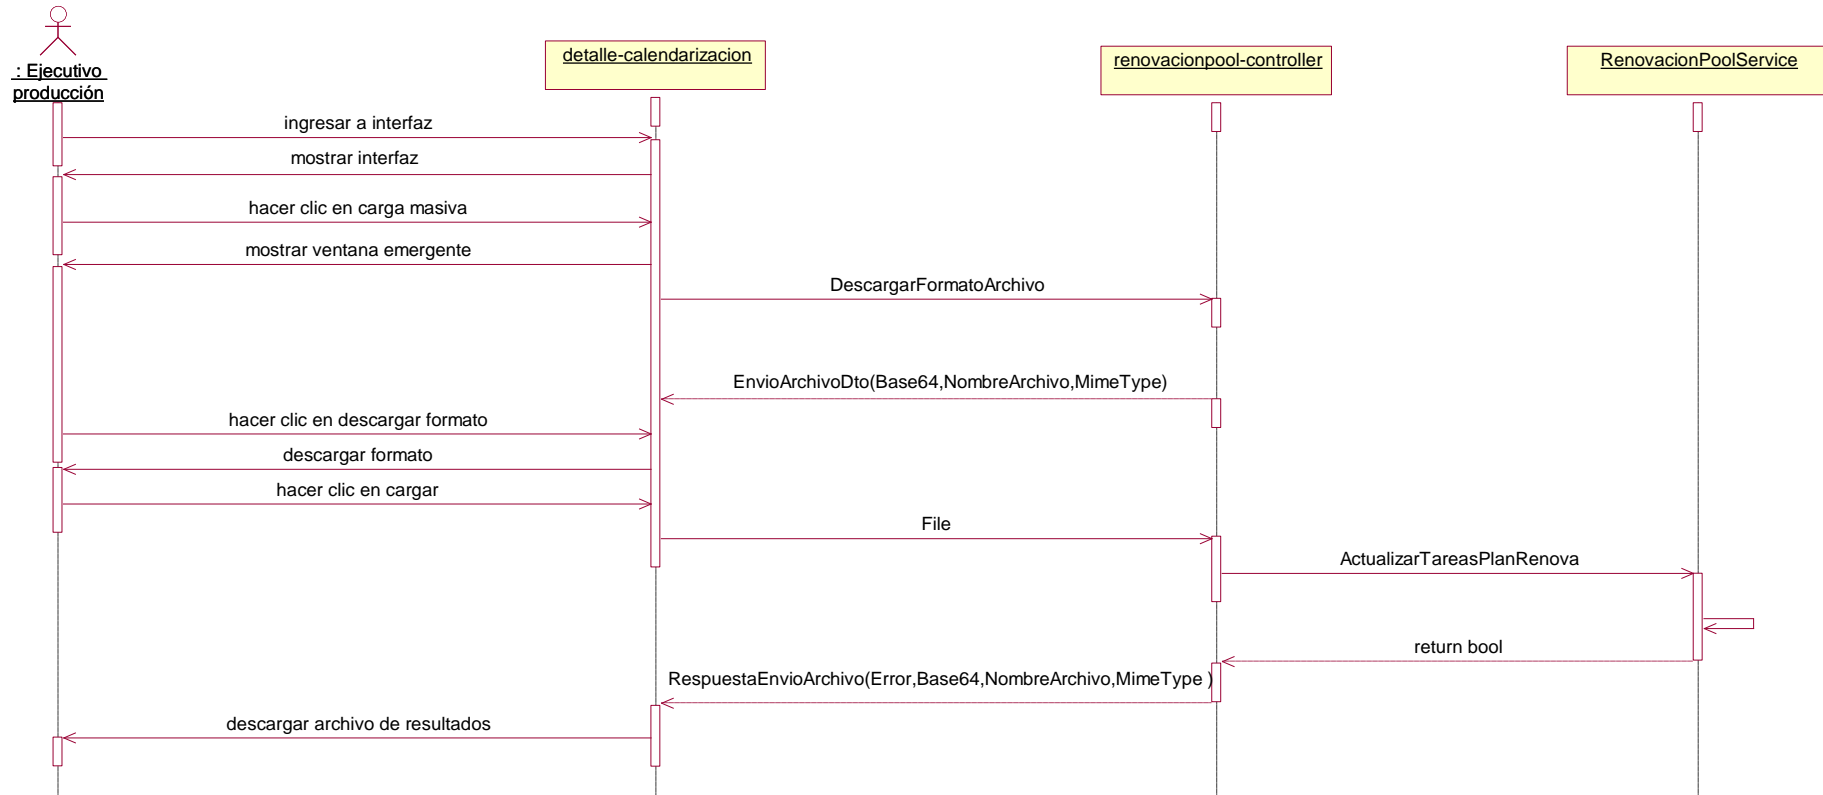 : Ejecutivo
producción
detalle-calendarizacion
renovacionpool-controller
RenovacionPoolService
ingresar a interfaz
mostrar interfaz
hacer clic en carga masiva
mostrar ventana emergente
DescargarFormatoArchivo
EnvioArchivoDto(Base64,NombreArchivo,MimeType)
hacer clic en descargar formato
descargar formato
hacer clic en cargar
File
ActualizarTareasPlanRenova
return bool
RespuestaEnvioArchivo(Error,Base64,NombreArchivo,MimeType )
descargar archivo de resultados